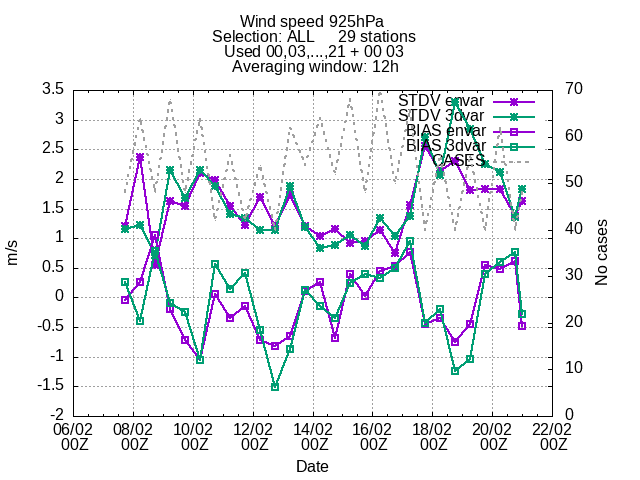 Wind speed 925hPa
Selection: ALL 29 stations
Used 00,03,...,21 + 00 03
Averaging window: 12h
STDV envar
STDV 3dvar
BIAS envar
BIAS 3dvar
CASES
3.5
3
2.5
2
1.5
1
0.5
0
-0.5
-1
-1.5
-2
70
60
50
40
30
20
10
0
m/s
No cases
06/02 08/02 10/02 12/02 14/02 16/02 18/02 20/02 22/02
00Z 00Z 00Z 00Z 00Z 00Z 00Z 00Z 00Z
Date